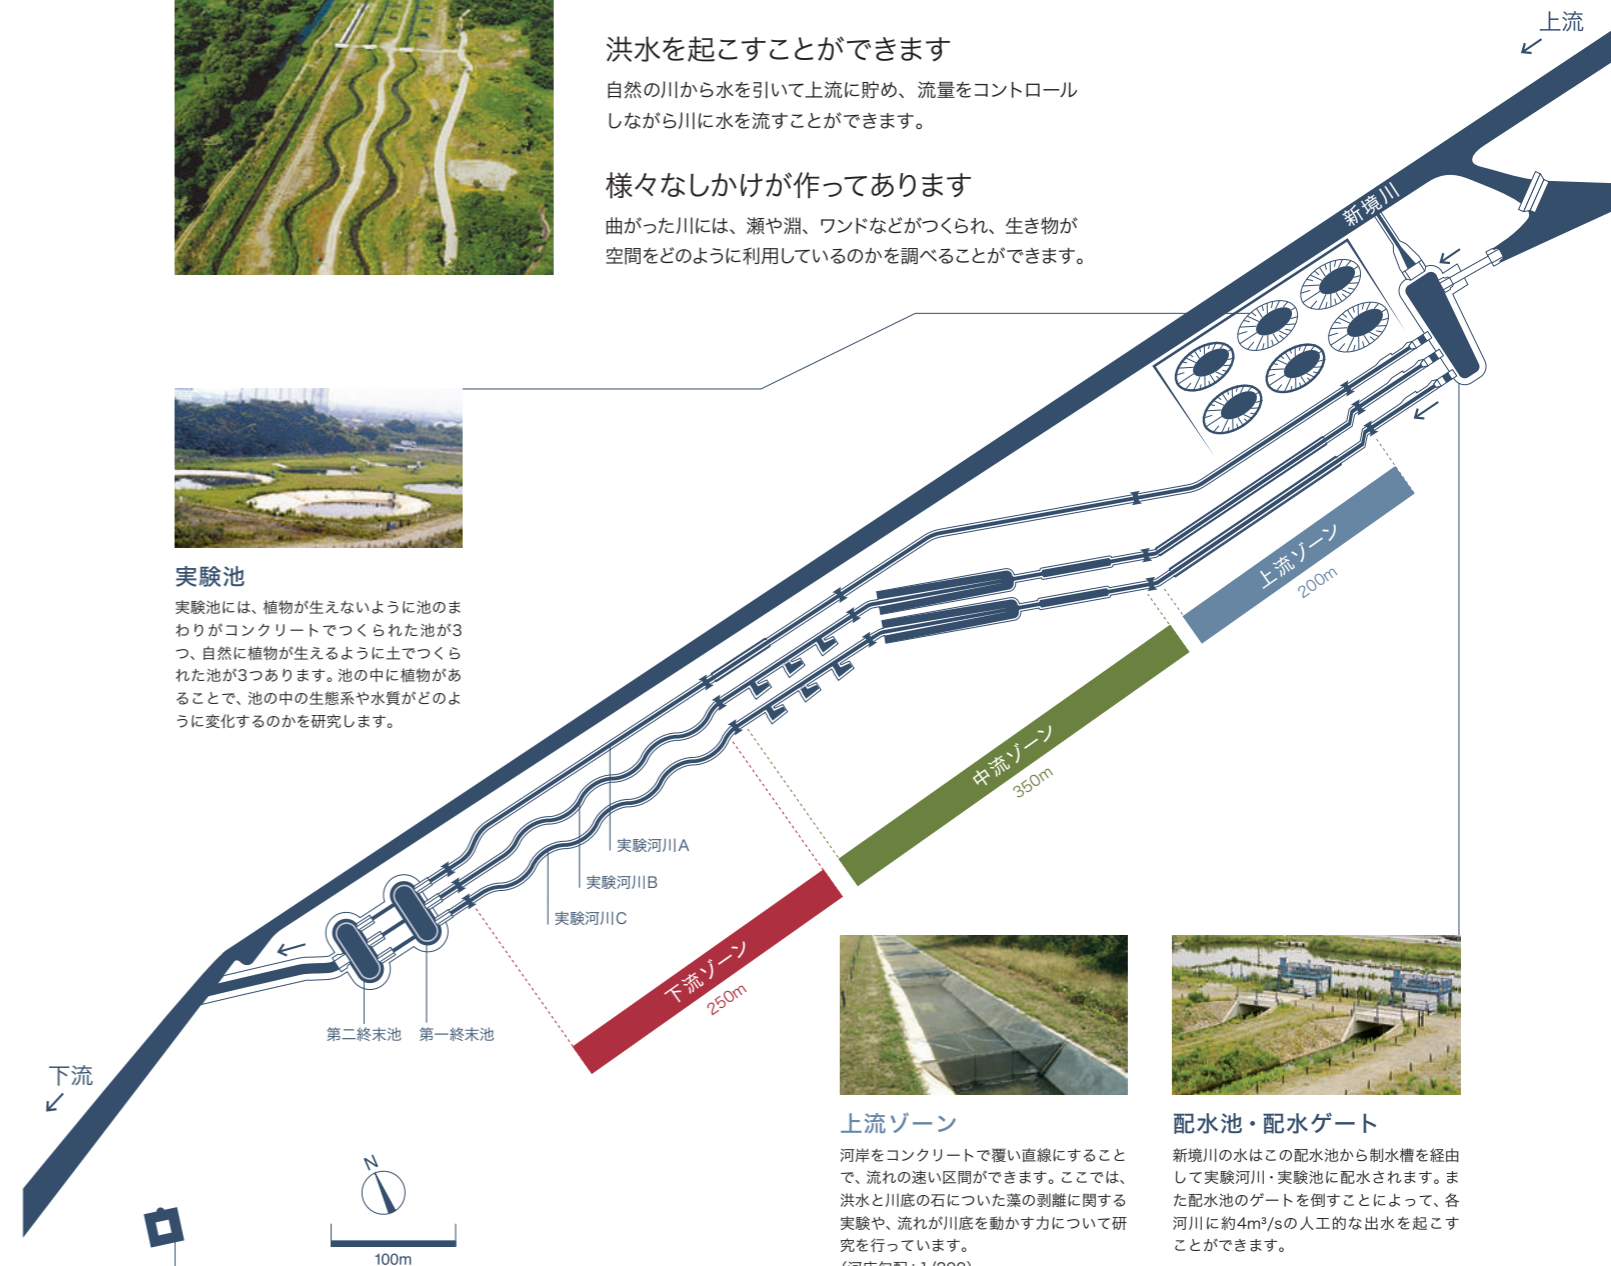 洪水を起こすことができます
自然の川から水を引いて上流に貯め、流量をコントロール
しながら川に水を流すことができます。
様々なしかけが作ってあります
曲がった川には、瀬や淵、ワンドなどがつくられ、生き物が
空間をどのように利用しているのかを調べることができます。
上流
新境川
実験池
実験池には、植物が生えないように池のま
わりがコンクリートでつくられた池が3
つ、自然に植物が生えるように土でつくら
れた池が3つあります。池の中に植物があ
ることで、池の中の生態系や水質がどのよ
うに変化するのかを研究します。
上流ゾーン
200m
中流ゾーン
350m
下流ゾーン
250m
実験河川A
実験河川B
実験河川C
第二終末池
第一終末池
下流
N
100m
上流ゾーン
河岸をコンクリートで覆い直線にすること
で、流れの速い区間ができます。ここでは、
洪水と川底の石についた藻の剥離に関する
実験や、流れが川底を動かす力について研
究を行っています。
配水池・配水ゲート
新境川の水はこの配水池から制水槽を経由
して実験河川・実験池に配水されます。ま
た配水池のゲートを倒すことによって、各
河川に約4m³/sの人工的な出水を起こす
ことができます。